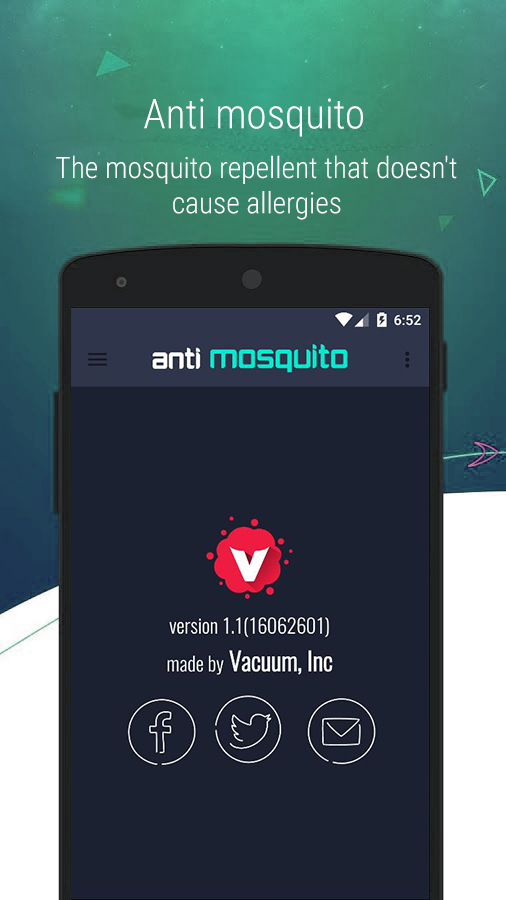 Anti mosquito
The mosquito repellent that doesn't
cause allergies
6:52
anti mosquito
V
version 1.1(16062601)
made by Vacuum, Inc